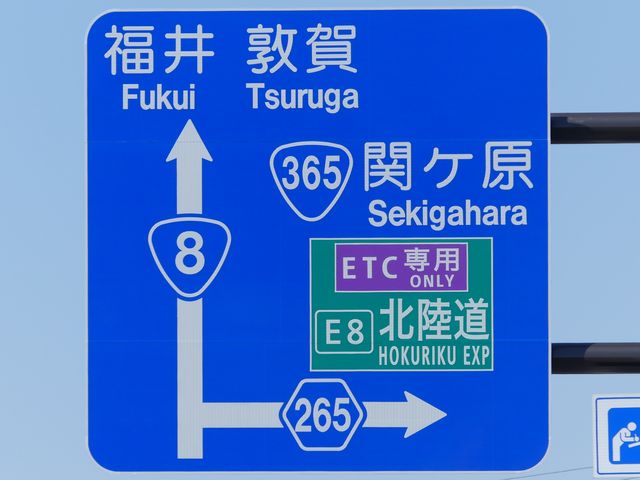 福井 敦賀
Fukui Tsuruga
365 関ケ原
Sekigahara
8
ETC 専用
ONLY
E8 北陸道
HOKURIKU EXP
265